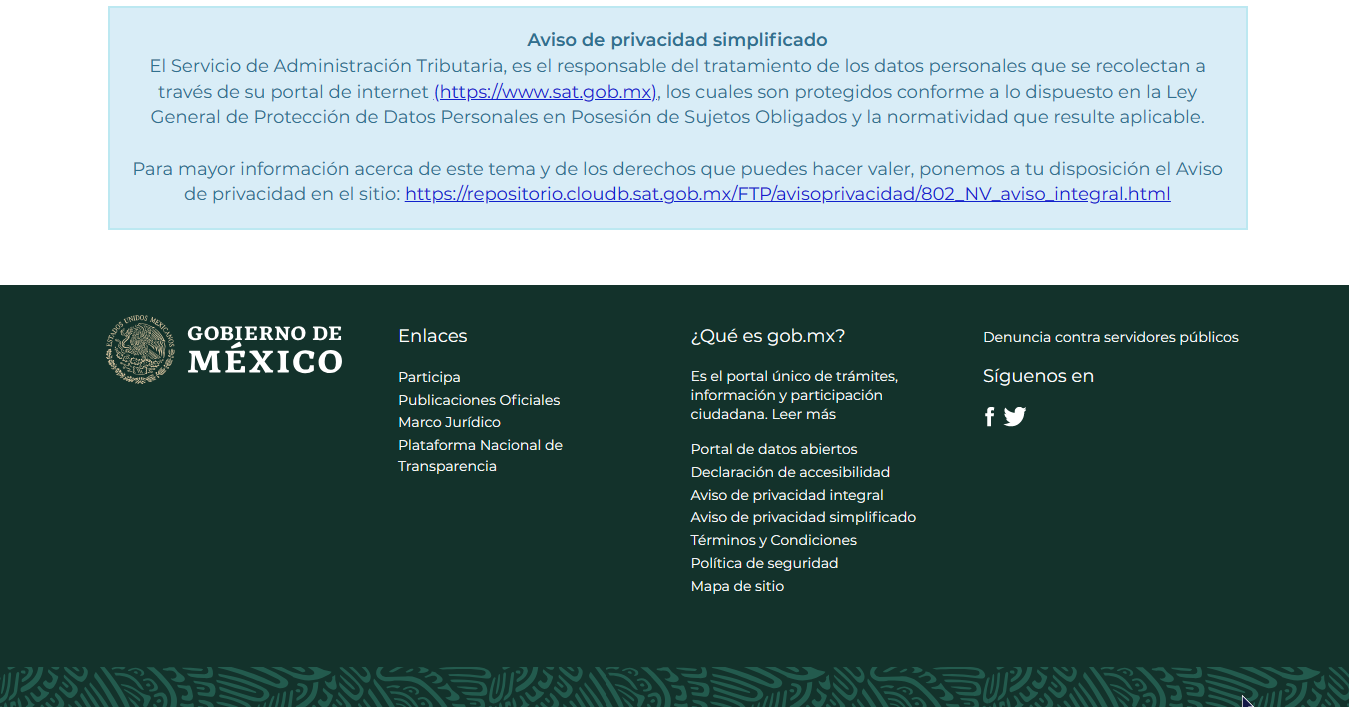 Aviso de privacidad simplificado
El Servicio de Administración Tributaria, es el responsable del tratamiento de los datos personales que se recolectan a
través de su portal de internet (https://www.sat.gob.mx), los cuales son protegidos conforme a lo dispuesto en la Ley
General de Protección de Datos Personales en Posesión de Sujetos Obligados y la normatividad que resulte aplicable.
Para mayor información acerca de este tema y de los derechos que puedes hacer valer, ponemos a tu disposición el Aviso
de privacidad en el sitio: https://repositorio.cloudb.sat.gob.mx/FTP/avisoprivacidad/802_NV_aviso_integral.html
ESTADOS UNIDOS MEXICANOS
GOBIERNO DE
MÉXICO
Enlaces
Participa
Publicaciones Oficiales
Marco Jurídico
Plataforma Nacional de
Transparencia
¿Qué es gob.mx?
Es el portal único de trámites,
información y participación
ciudadana. Leer más
Portal de datos abiertos
Declaración de accesibilidad
Aviso de privacidad integral
Aviso de privacidad simplificado
Términos y Condiciones
Política de seguridad
Mapa de sitio
Denuncia contra servidores públicos
Síguenos en